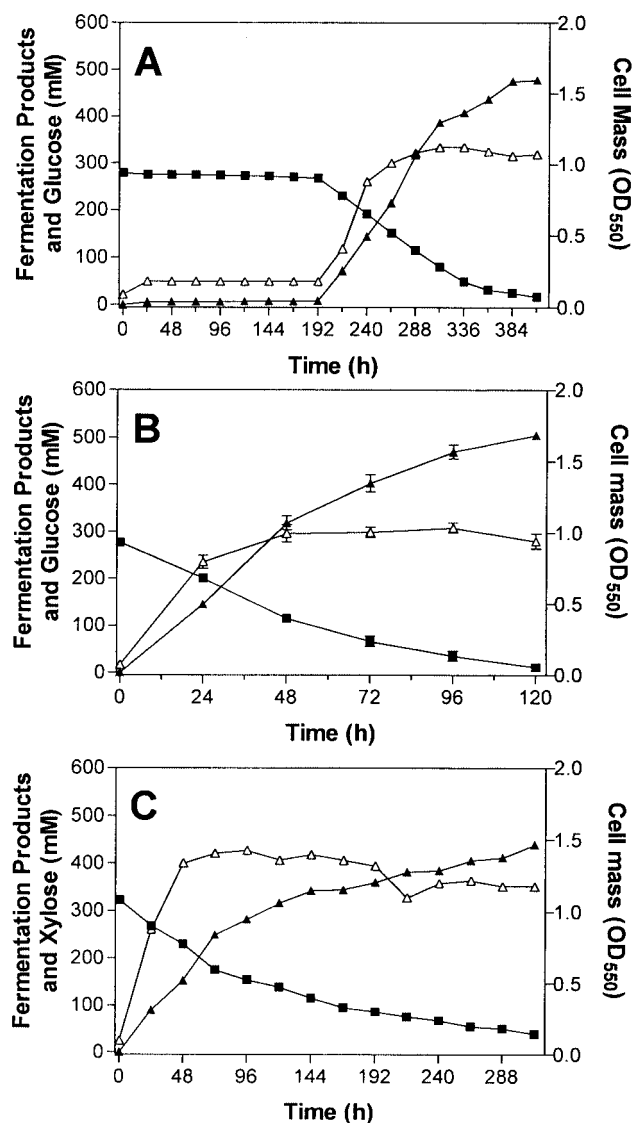 A
Fermentation Products
and Glucose (mM)
600
500
400
300
200
100
0
2.0
1.5
1.0
0.5
0.0
Cell Mass (OD550)
0 48 96 144 192 240 288 336 384
Time (h)
B
Fermentation Products
and Glucose (mM)
600
500
400
300
200
100
0
2.0
1.5
1.0
0.5
0.0
Cell mass (OD550)
0 24 48 72 96 120
Time (h)
C
Fermentation Products
and Xylose (mM)
600
500
400
300
200
100
0
2.0
1.5
1.0
0.5
0.0
Cell mass (OD550)
0 48 96 144 192 240 288
Time (h)